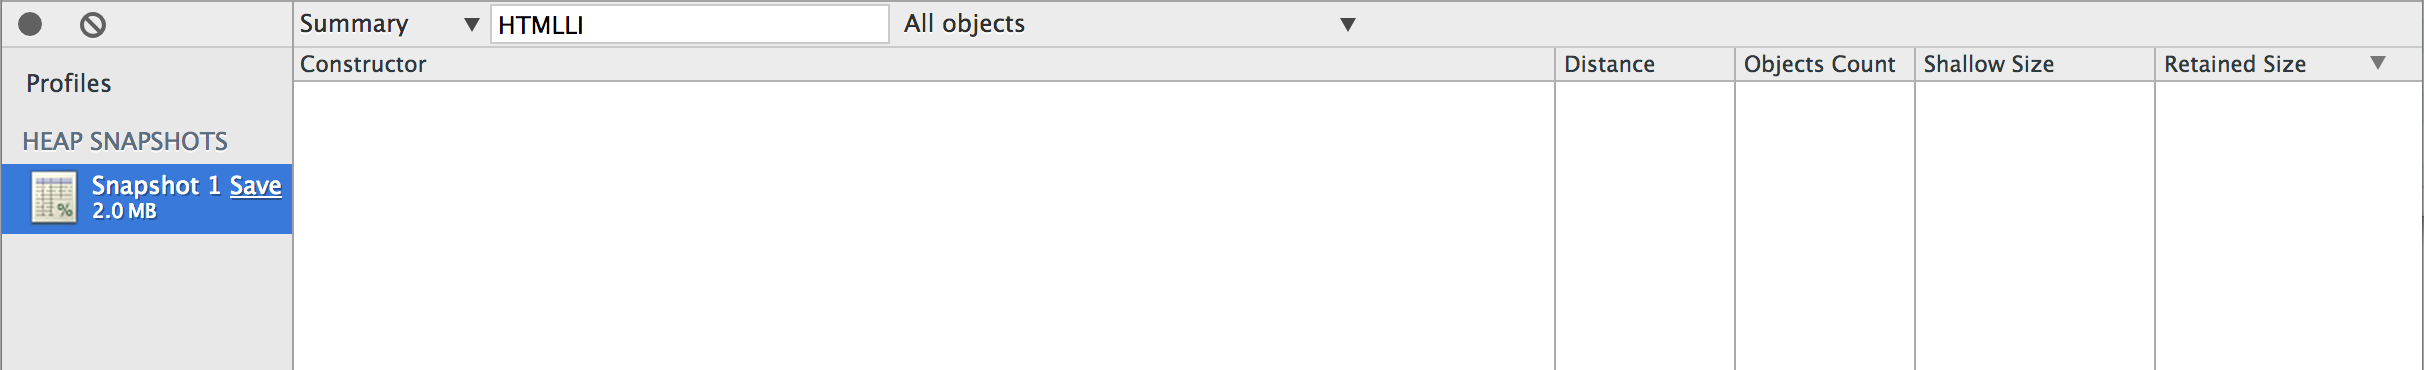 Summary HTMLLI All objects
Constructor Distance Objects Count Shallow Size Retained Size
Profiles
HEAP SNAPSHOTS
Snapshot 1 Save
2.0 MB